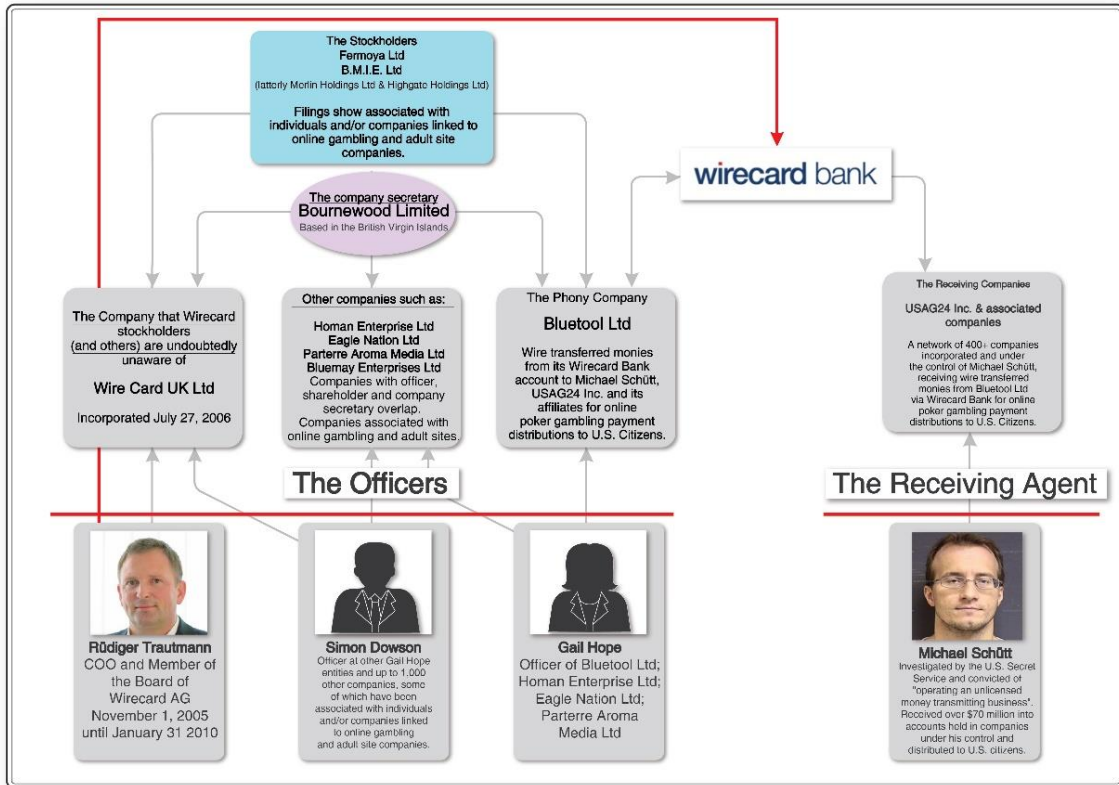 The Stockholders
Fermoya Ltd
B.M.I.E. Ltd
(latterly Morlin Holdings Ltd & Highgate Holdings Ltd)
Filings show associated with
individuals and/or companies linked to
online gambling and adult site
companies.
wirecard bank
The company secretary
Bournewood Limited
Based in the British Virgin Islands
The Company that Wirecard
stockholders
(and others) are undoubtedly
unaware of
Wire Card UK Ltd
Incorporated July 27, 2006
Other companies such as:
Homan Enterprise Ltd
Eagle Nation Ltd
Parterre Aroma Media Ltd
Bluemay Enterprises Ltd
Companies with officer,
shareholder and company
secretary overlap.
Companies associated with
online gambling and adult sites.
The Phony Company
Bluetool Ltd
Wire transferred monies
from its Wirecard Bank
account to Michael Schütt,
USAG24 Inc. and its
affiliates for online
poker gambling payment
distributions to U.S. Citizens.
The Receiving Companies
USAG24 Inc. & associated
companies
A network of 400+ companies
incorporated and under
the control of Michael Schütt,
receiving wire transferred
monies from Bluetool Ltd
via Wirecard Bank for online
poker gambling payment
distributions to U.S. Citizens.
The Officers
The Receiving Agent
Rüdiger Trautmann
COO and Member of
the Board of
Wirecard AG
November 1, 2005
until January 31 2010
Simon Dowson
Officer at other Gail Hope
entities and up to 1,000
other companies, some
of which have been
associated with individuals
and/or companies linked
to online gambling
and adult site companies.
Gail Hope
Officer of Bluetool Ltd;
Homan Enterprise Ltd;
Eagle Nation Ltd;
Parterre Aroma
Media Ltd
Michael Schütt
Investigated by the U.S. Secret
Service and convicted of
"operating an unlicensed
money transmitting business".
Received over $70 million into
accounts held in companies
under his control and
distributed to U.S. citizens.